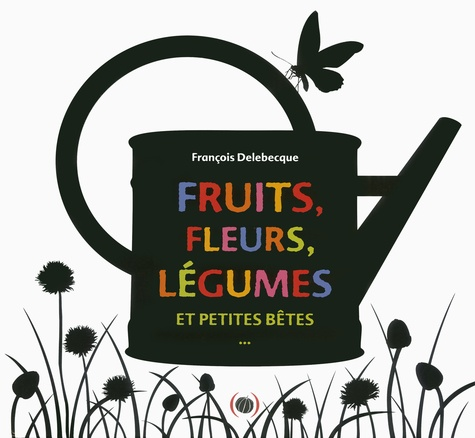 François Delebecque
FRUITS,
FLEURS,
LÉGUMES
ET PETITES BÊTES
...